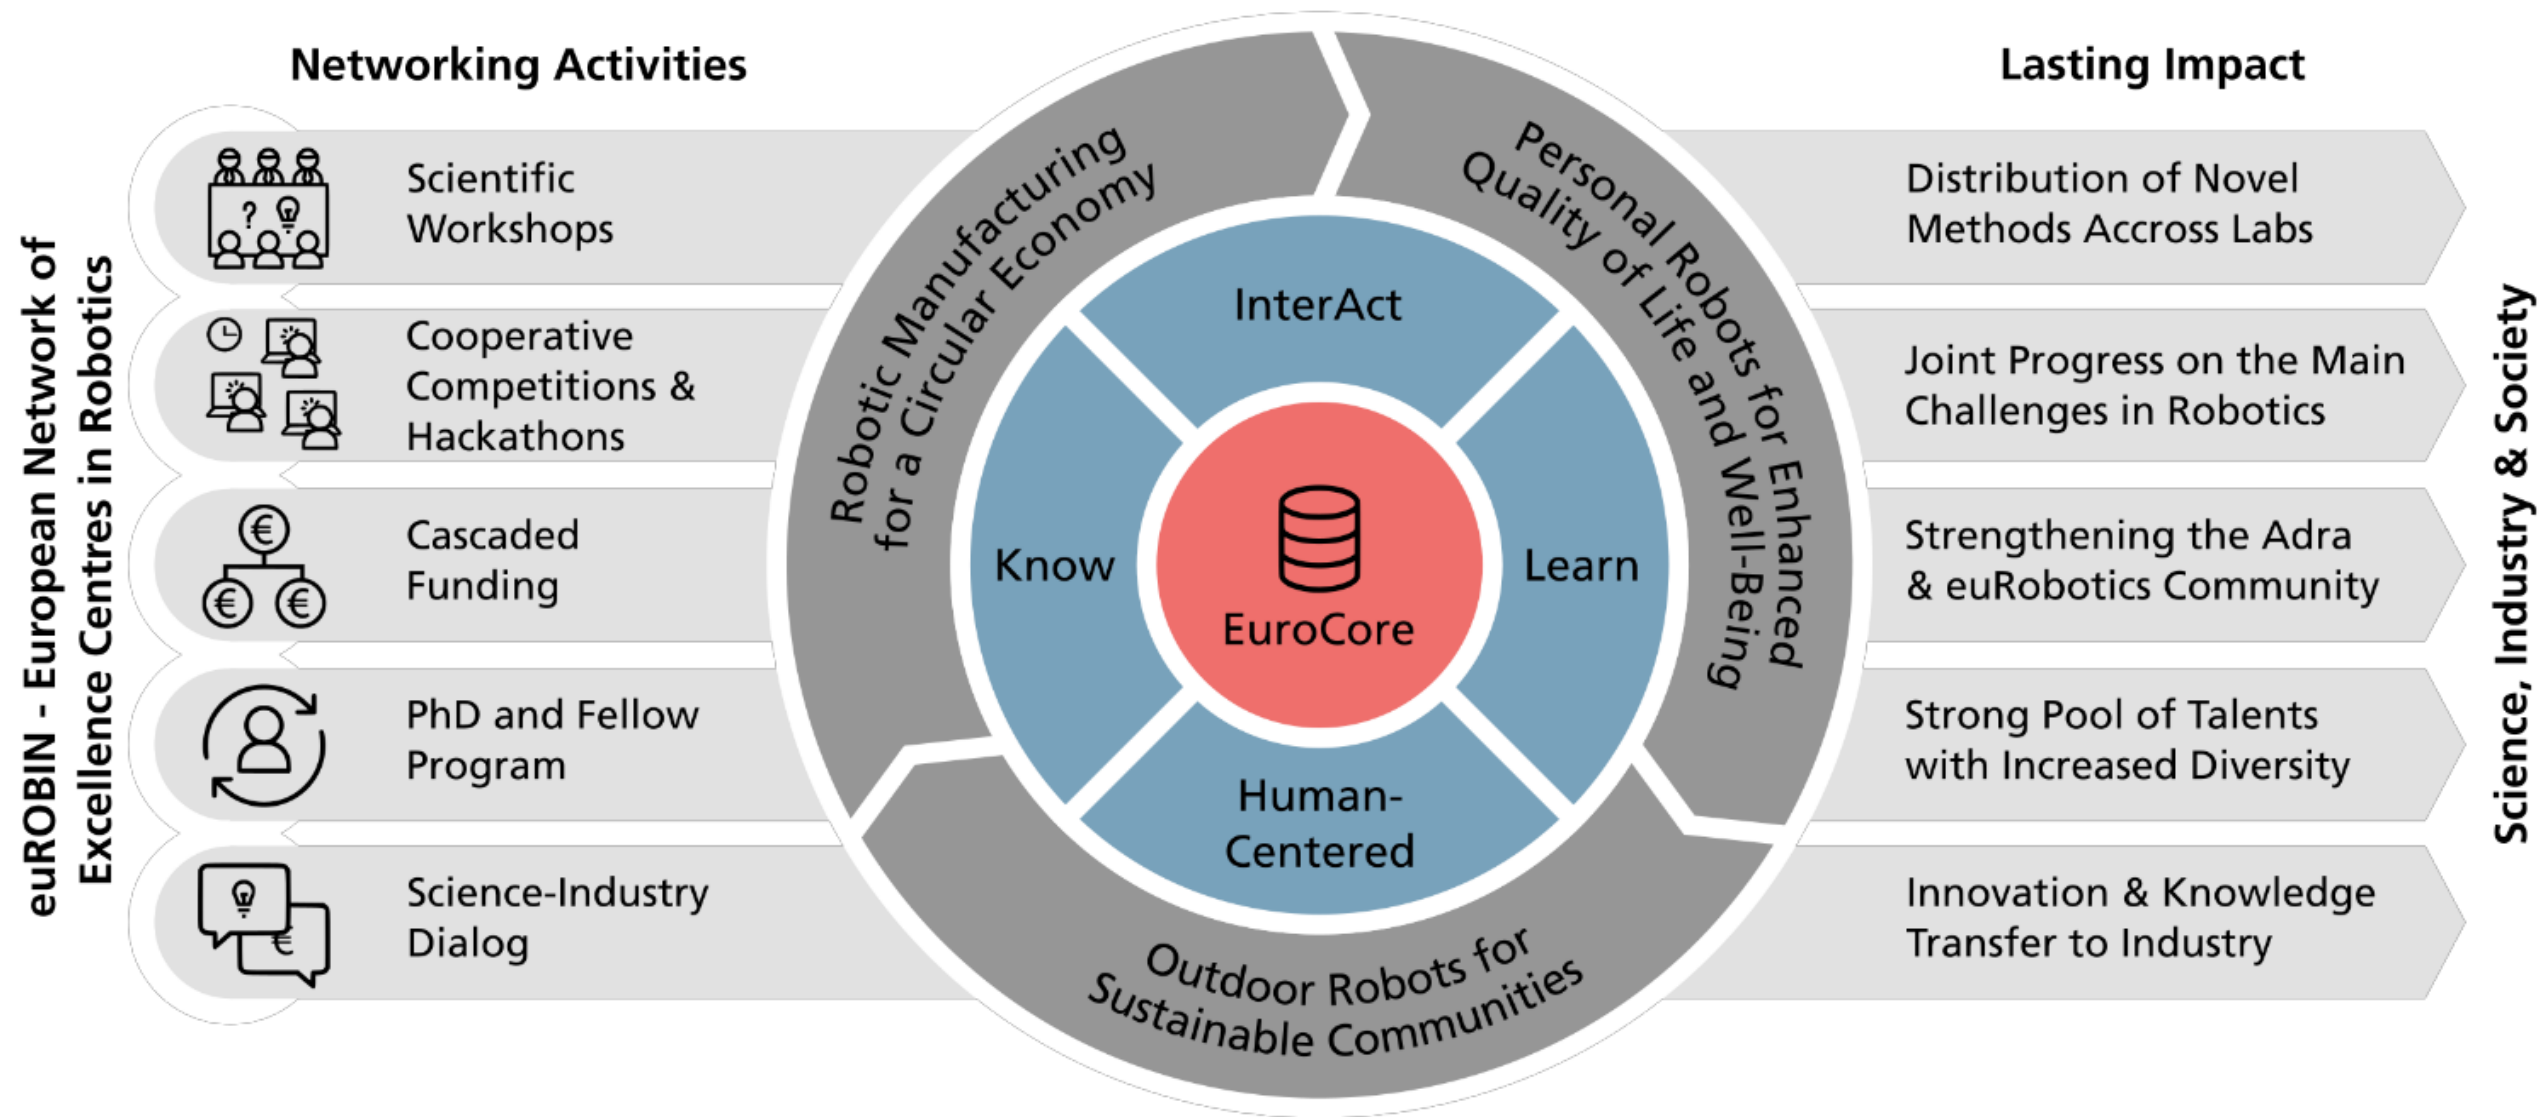 euROBIN - European Network of
Excellence Centres in Robotics
Networking Activities
Scientific
Workshops
?
Cooperative
Competitions &
Hackathons
€
€
€
Cascaded
Funding
PhD and Fellow
Program
€
Science-Industry
Dialog
Robotic Manufacturing
for a Circular Economy
Personal Robots for Enhanced
Quality of Life and Well-Being
Outdoor Robots for
Sustainable Communities
InterAct
Know
Learn
Human-
Centered
EuroCore
Lasting Impact
Distribution of Novel
Methods Accross Labs
Joint Progress on the Main
Challenges in Robotics
Strengthening the Adra
& euRobotics Community
Strong Pool of Talents
with Increased Diversity
Innovation & Knowledge
Transfer to Industry
Science, Industry & Society